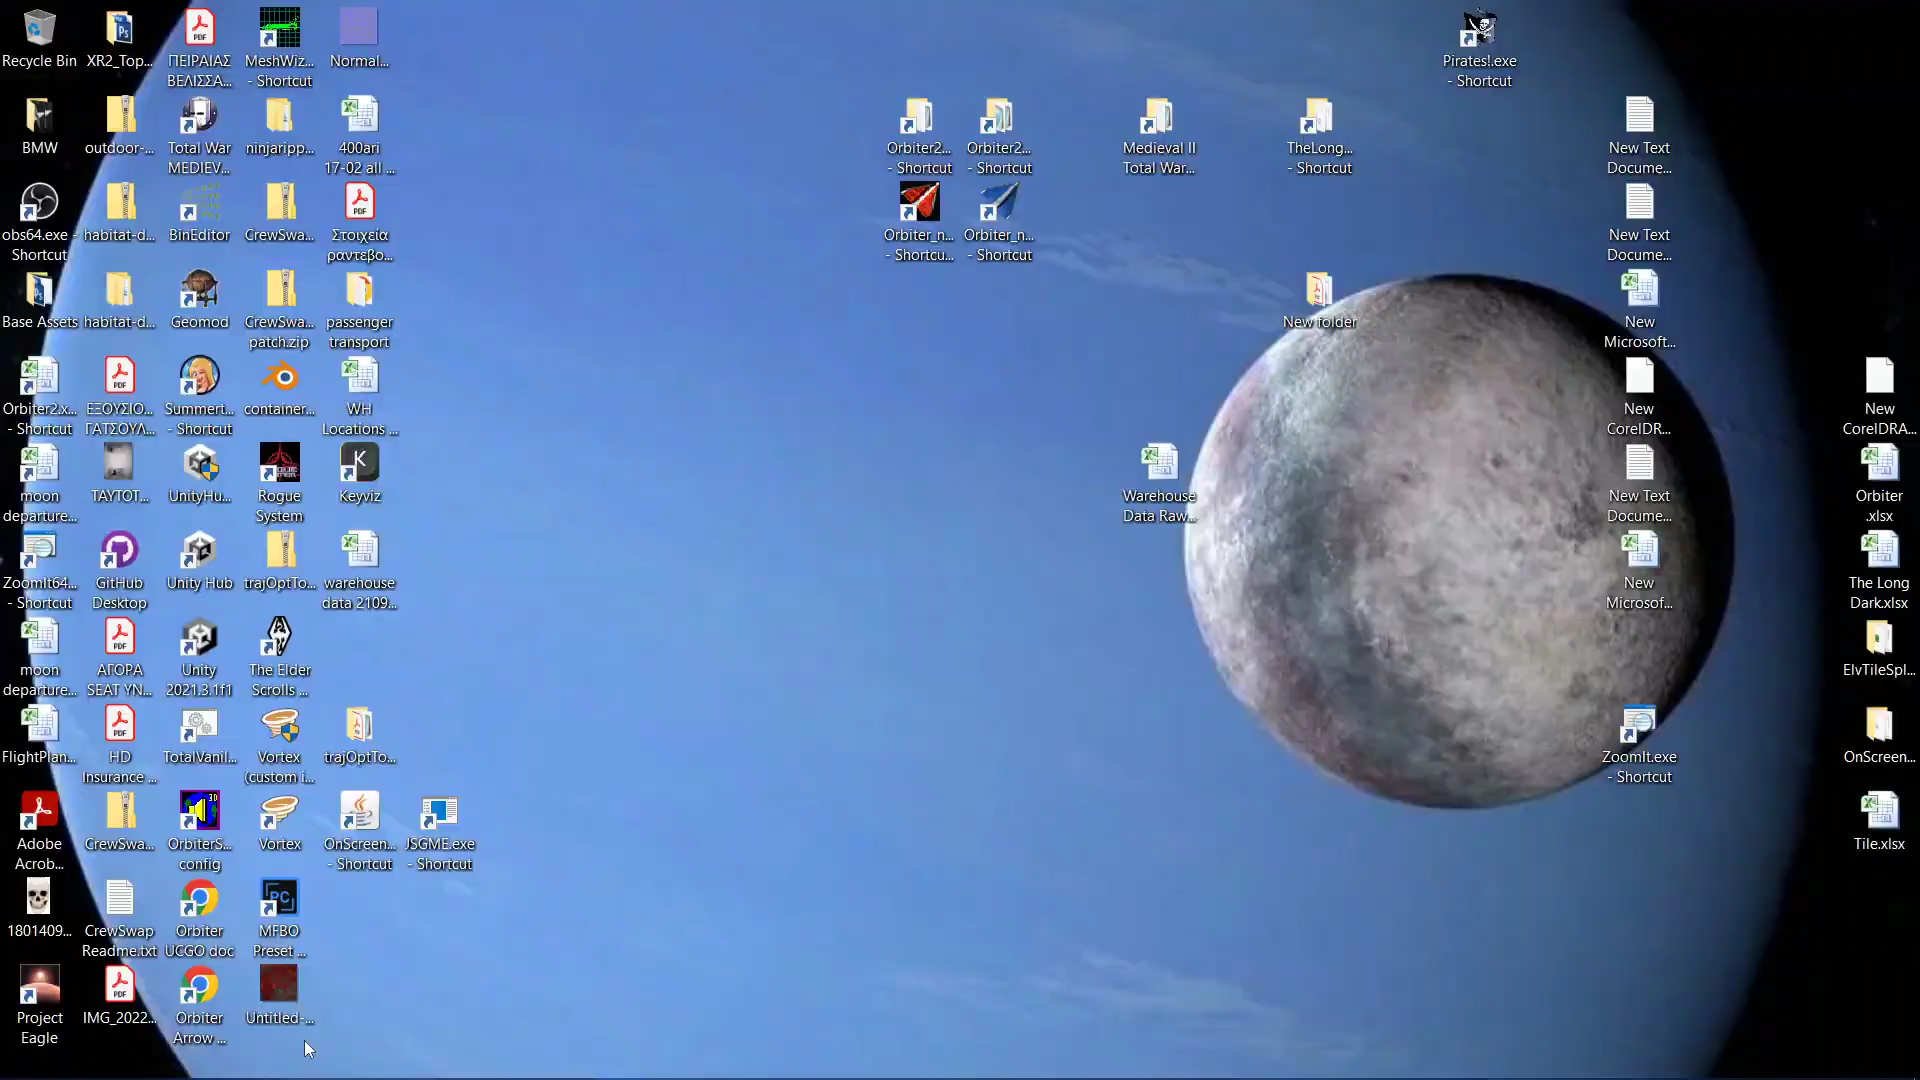 Recycle Bin
XR2_Top...
ΠΕΙΡΑΙΑΣ
ΒΕΛΙΣΣΑ...
MeshWiz...
- Shortcut
Normal...
Pirates!.exe
- Shortcut
BMW
outdoor-...
Total War
MEDIEV...
ninjaripp...
400ari
17-02 all ...
Orbiter2...
- Shortcut
Orbiter2...
- Shortcut
Medieval II
Total War...
TheLong...
- Shortcut
New Text
Docume...
obs64.exe -
Shortcut
habitat-d...
BinEditor
CrewSwa...
Στοιχεία
ραντεβο...
Orbiter_n...
- Shortcu...
Orbiter_n...
- Shortcut
New Text
Docume...
Base Assets
habitat-d...
Geomod
CrewSwa...
patch.zip
passenger
transport
New folder
New
Microsoft...
Orbiter2.x...
- Shortcut
ΕΞΟΥΣΙΟ...
ΓΑΤΣΟΥΛ...
Summert...
- Shortcut
container...
WH
Locations ...
New
CorelDR...
New
CorelDRA...
moon
departure...
ΤΑΥΤΟΤ...
UnityHu...
Rogue
System
K
Keyviz
Warehouse
Data Raw...
New Text
Docume...
Orbiter
.xlsx
ZoomIt64...
- Shortcut
GitHub
Desktop
Unity Hub
trajOptTo...
warehouse
data 2109...
New
Microsof...
The Long
Dark.xlsx
moon
departure...
ΑΓΟΡΑ
SEAT ΥΝ...
Unity
2021.3.1f1
The Elder
Scrolls ...
ElvTileSpl...
FlightPlan...
HD
Insurance ...
TotalVanil...
Vortex
(custom i...
trajOptTo...
ZoomIt.exe
- Shortcut
OnScreen...
Adobe
Acrob...
CrewSwa...
OrbiterS...
config
Vortex
OnScreen...
- Shortcut
JSGME.exe
- Shortcut
Tile.xlsx
1801409...
CrewSwap
Readme.txt
Orbiter
UCGO doc
MFBO
Preset ...
Project
Eagle
IMG_2022...
Orbiter
Arrow ...
Untitled-...